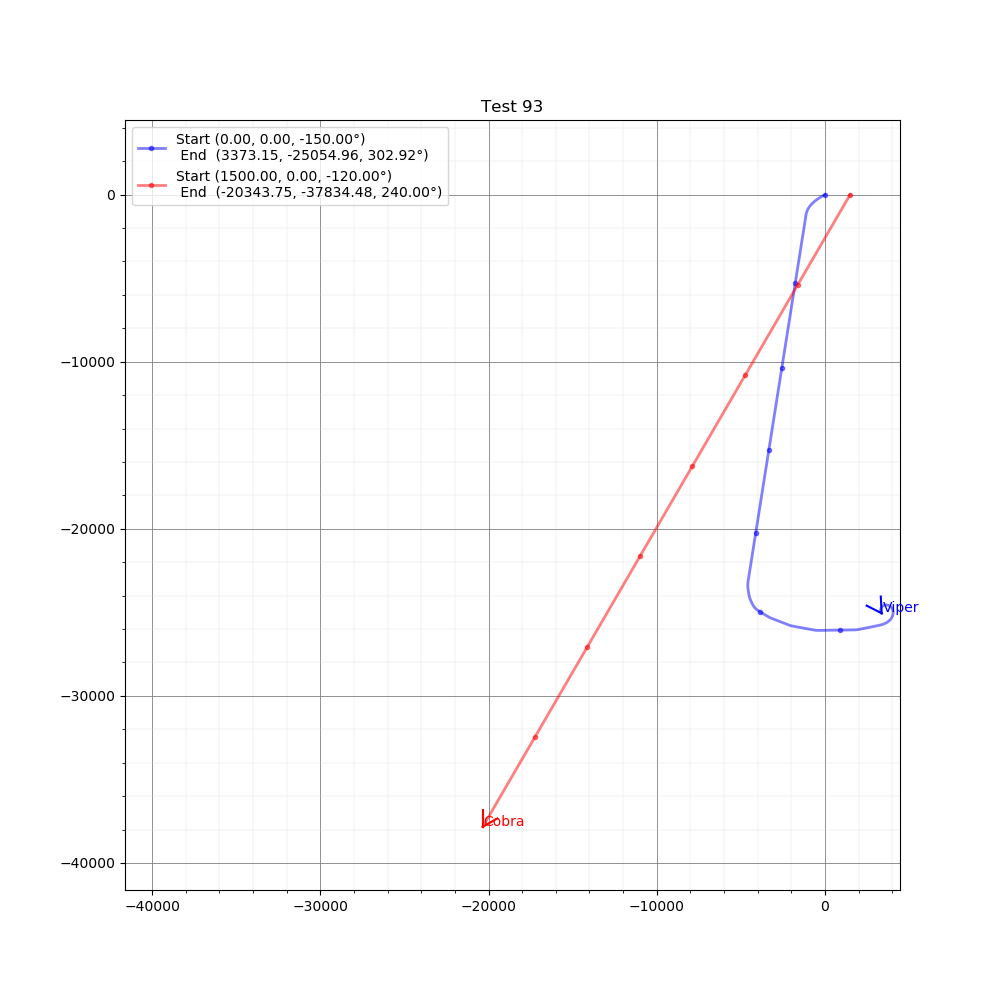 Test 93
Start (0.00, 0.00, -150.00°)
End  (3373.15, -25054.96, 302.92°)
Start (1500.00, 0.00, -120.00°)
End  (-20343.75, -37834.48, 240.00°)
0
−10000
−20000
−30000
−40000
Viper
Cobra
−40000
−30000
−20000
−10000
0